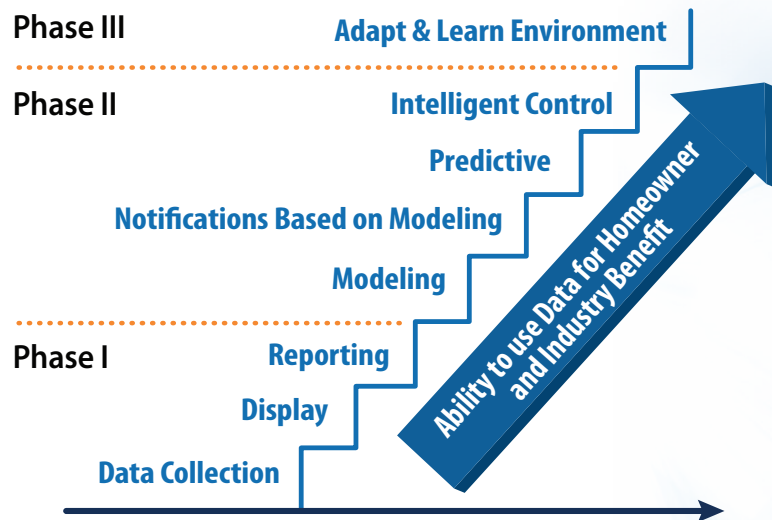 Phase III
Adapt & Learn Environment
Phase II
Intelligent Control
Predictive
Notifications Based on Modeling
Modeling
Phase I
Reporting
Display
Data Collection
Ability to use Data for Homeowner
and Industry Benefit